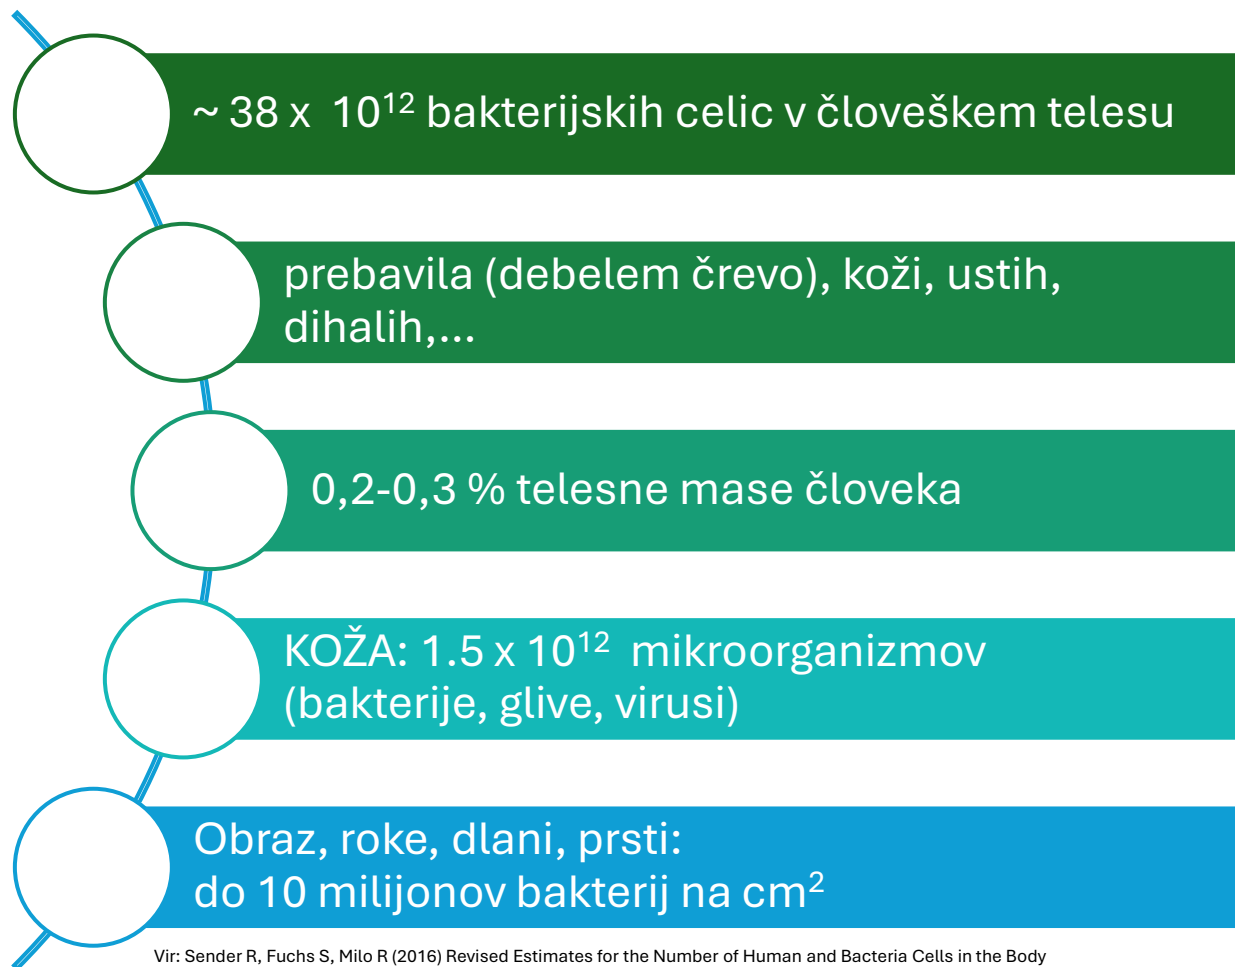 ~ 38 x 10¹² bakterijskih celic v človeškem telesu
prebavila (debelem črevo), koži, ustih,
dihalih,...
0,2-0,3 % telesne mase človeka
KOŽA: 1.5 x 10¹² mikroorganizmov
(bakterije, glive, virusi)
Obraz, roke, dlani, prsti:
do 10 milijonov bakterij na cm²
Vir: Sender R, Fuchs S, Milo R (2016) Revised Estimates for the Number of Human and Bacteria Cells in the Body